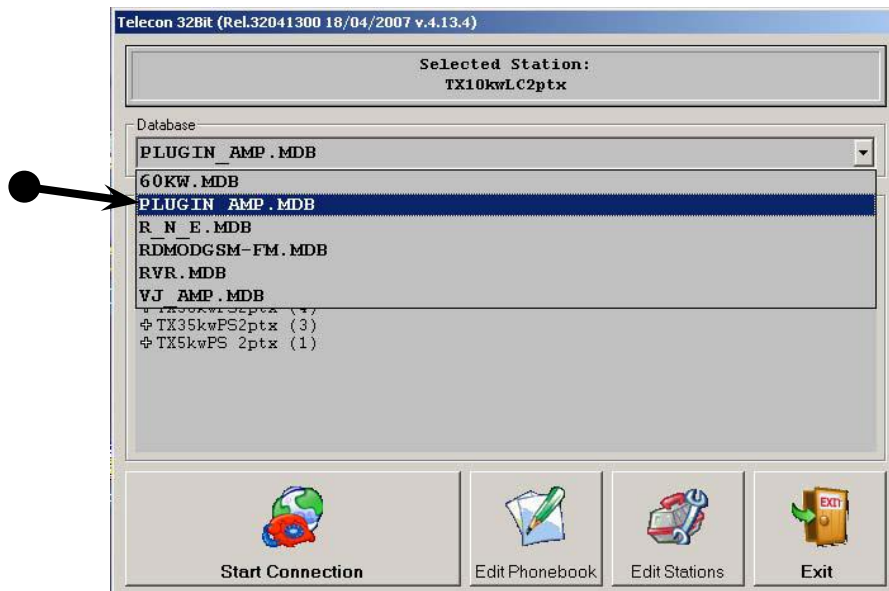 Telecon 32Bit (Rel.32041300 18/04/2007 v.4.13.4)
Selected Station:
TX10kwLC2ptx
Database
PLUGIN_AMP.MDB
60KW.MDB
PLUGIN_AMP.MDB
R_N_E.MDB
RDMODGSM-FM.MDB
RVR.MDB
VJ_AMP.MDB
TX35kwPS2ptx (3)
TX5kwPS 2ptx (1)
EXIT
Start Connection
Edit Phonebook
Edit Stations
Exit